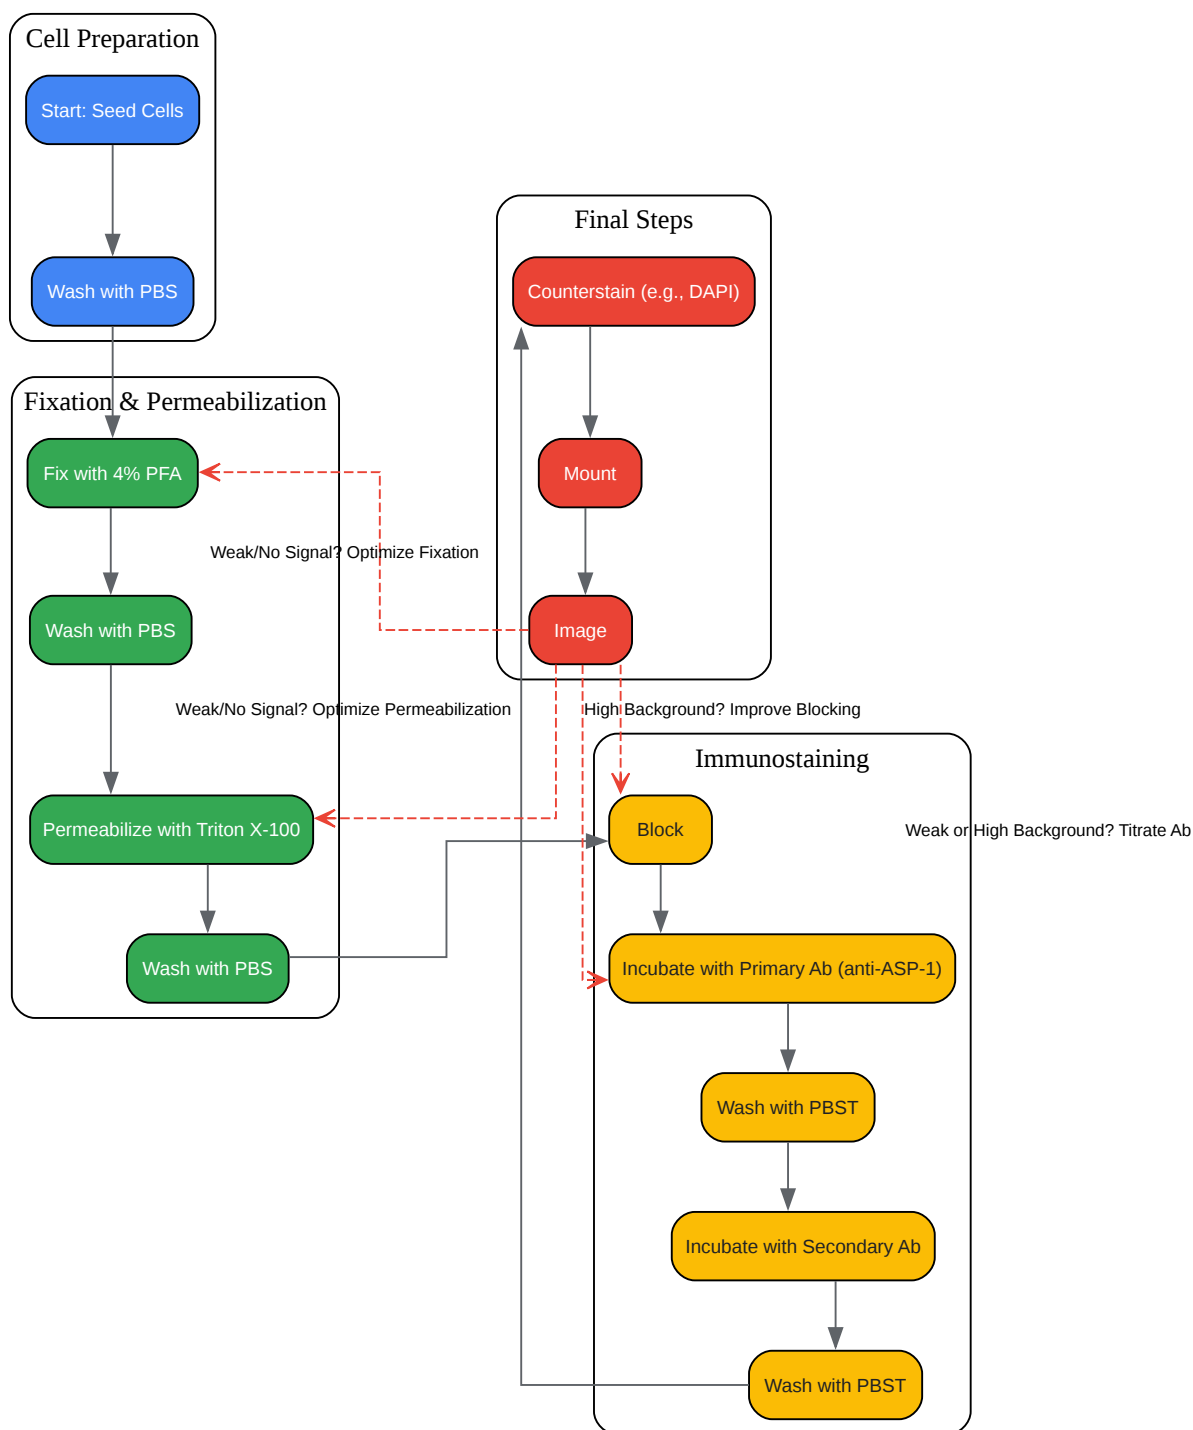 Cell Preparation
Start: Seed Cells
Wash with PBS
Fixation & Permeabilization
Fix with 4% PFA
Weak/No Signal? Optimize Fixation
Wash with PBS
Weak/No Signal? Optimize Permeabilization
Permeabilize with Triton X-100
Wash with PBS
Final Steps
Counterstain (e.g., DAPI)
Mount
Image
High Background? Improve Blocking
Immunostaining
Block
Weak or High Background? Titrate Ab
Incubate with Primary Ab (anti-ASP-1)
Wash with PBST
Incubate with Secondary Ab
Wash with PBST